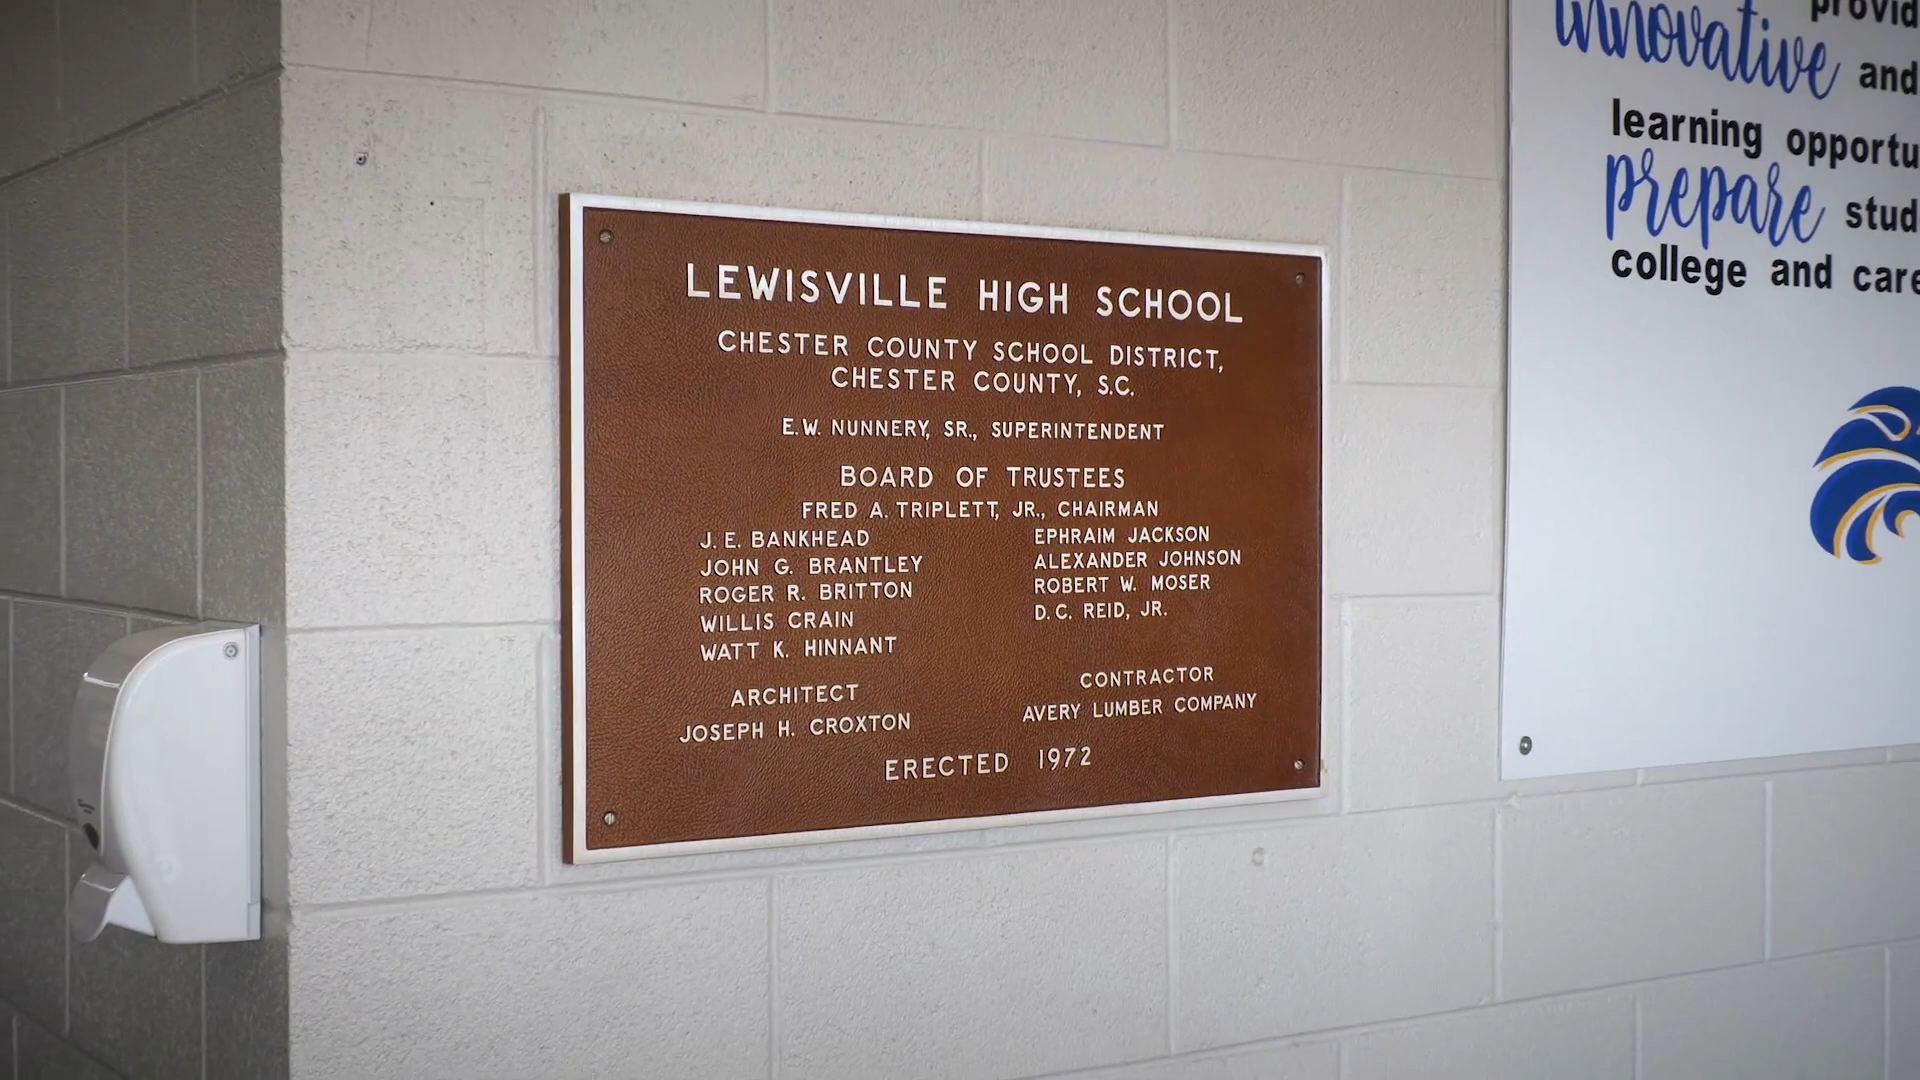 LEWISVILLE HIGH SCHOOL
CHESTER COUNTY SCHOOL DISTRICT,
CHESTER COUNTY, S.C.
E.W. NUNNERY, SR., SUPERINTENDENT
BOARD OF TRUSTEES
FRED A. TRIPLETT, JR., CHAIRMAN
J. E. BANKHEAD
JOHN G. BRANTLEY
ROGER R. BRITTON
WILLIS CRAIN
WATT K. HINNANT
EPHRAIM JACKSON
ALEXANDER JOHNSON
ROBERT W. MOSER
D.C. REID, JR.
ARCHITECT
JOSEPH H. CROXTON
CONTRACTOR
AVERY LUMBER COMPANY
ERECTED 1972
innovative and
learning
prepare
college and